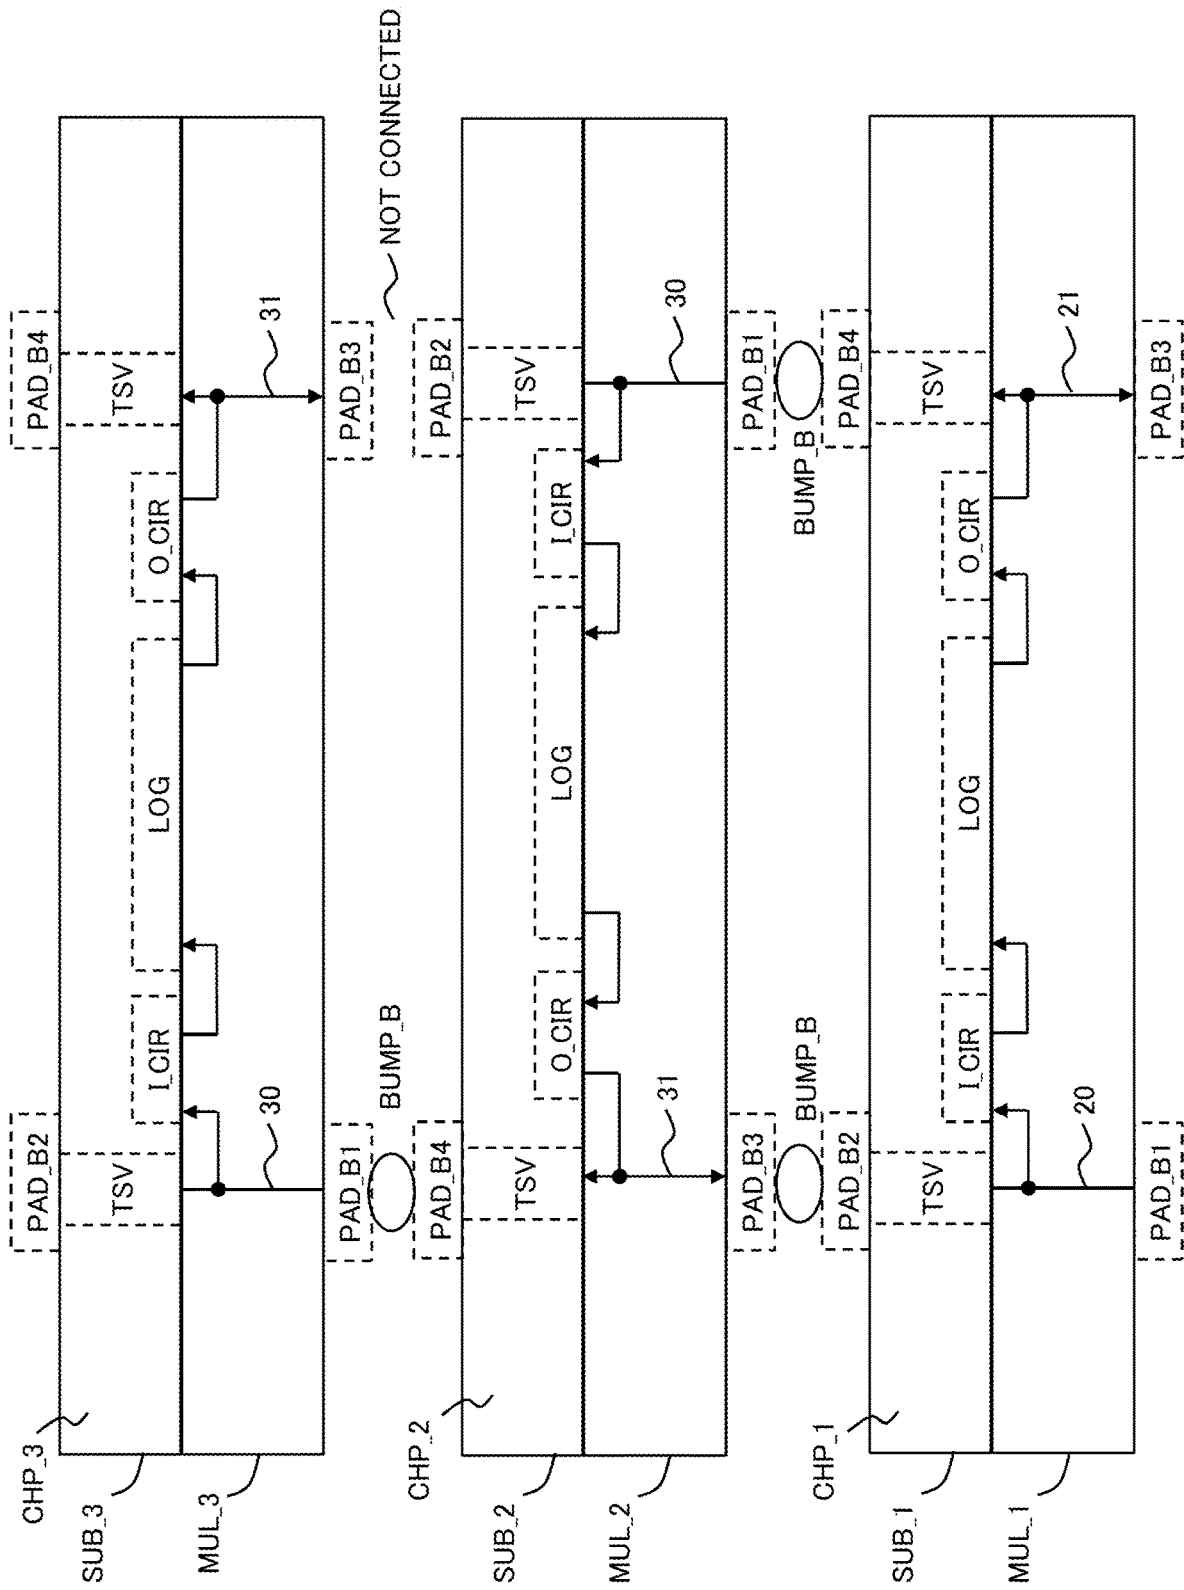 PAD_B2
PAD_B4
CHP_3
SUB_3
TSV
I_CIR
LOG
O_CIR
TSV
MUL_3
30
31
PAD_B1
PAD_B3
BUMP_B
NOT CONNECTED
PAD_B4
PAD_B2
CHP_2
SUB_2
TSV
O_CIR
LOG
I_CIR
TSV
MUL_2
31
30
PAD_B3
PAD_B1
BUMP_B
BUMP_B
PAD_B2
PAD_B4
CHP_1
SUB_1
TSV
I_CIR
LOG
O_CIR
TSV
MUL_1
20
21
PAD_B1
PAD_B3